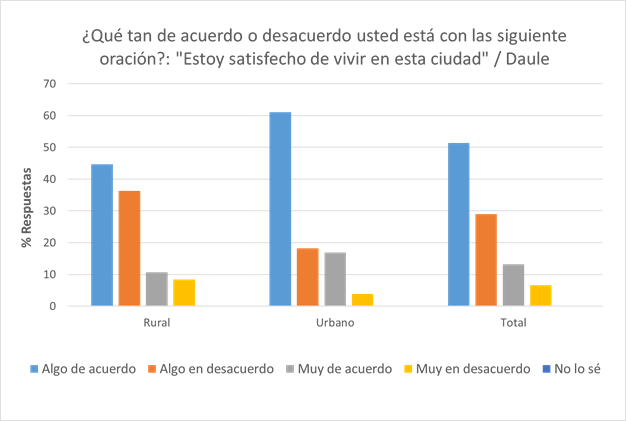 ¿Qué tan de acuerdo o desacuerdo usted está con las siguiente
oración?: "Estoy satisfecho de vivir en esta ciudad" / Daule
% Respuestas
70
60
50
40
30
20
10
0
Rural Urbano Total
Algo de acuerdo Algo en desacuerdo Muy de acuerdo Muy en desacuerdo No lo sé